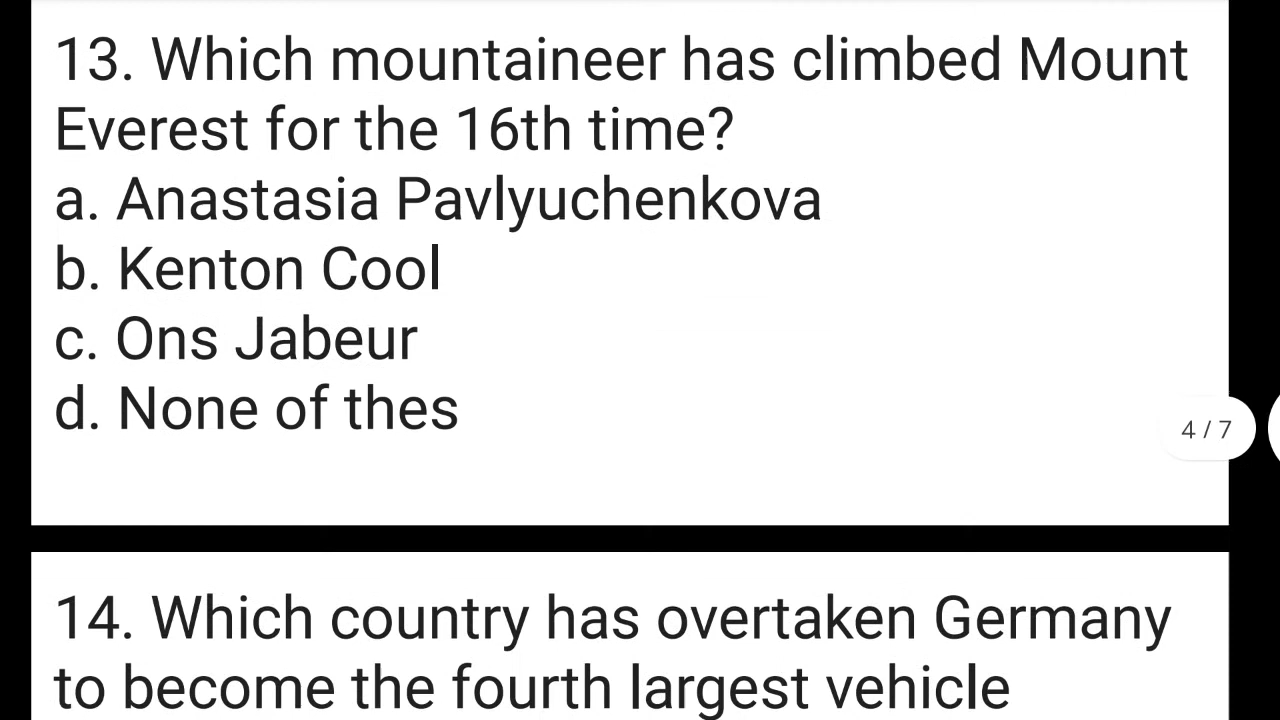 13. Which mountaineer has climbed Mount
Everest for the 16th time?
a. Anastasia Pavlyuchenkova
b. Kenton Cool
c. Ons Jabeur
d. None of thes
4 / 7
14. Which country has overtaken Germany
to become the fourth largest vehicle